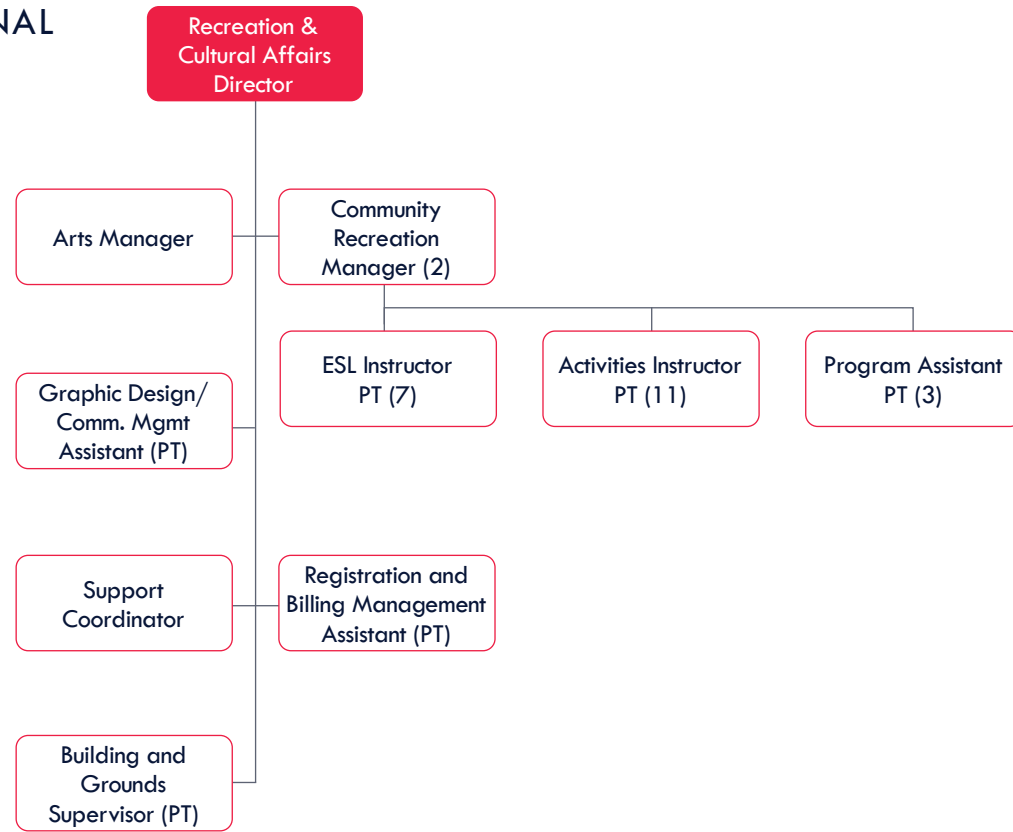 Recreation &
Cultural Affairs
Director
Arts Manager
Community
Recreation
Manager (2)
ESL Instructor
PT (7)
Activities Instructor
PT (11)
Program Assistant
PT (3)
Graphic Design/
Comm. Mgmt
Assistant (PT)
Support
Coordinator
Registration and
Billing Management
Assistant (PT)
Building and
Grounds
Supervisor (PT)